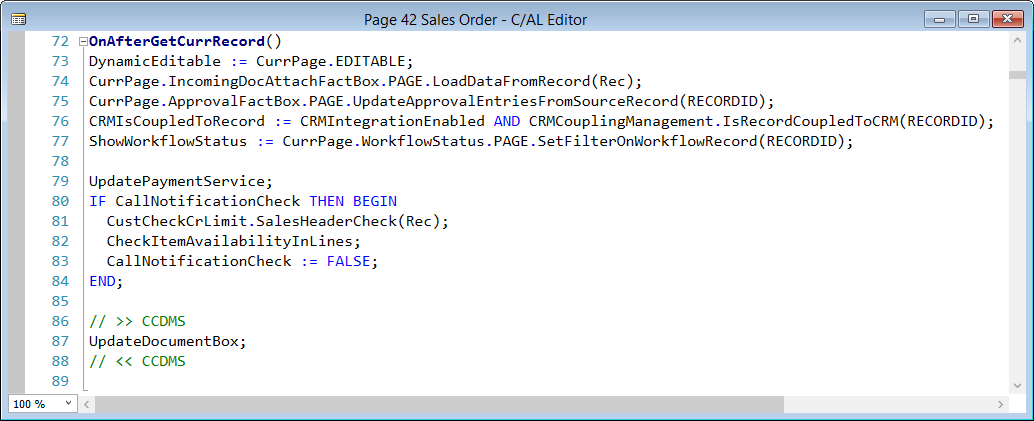 Page 42 Sales Order - C/AL Editor
72 OnAfterGetCurrRecord()
73 DynamicEditable := CurrPage.EDITABLE;
74 CurrPage.IncomingDocAttachFactBox.PAGE.LoadDataFromRecord(Rec);
75 CurrPage.ApprovalFactBox.PAGE.UpdateApprovalEntriesFromSourceRecord(RECORDID);
76 CRMIsCoupledToRecord := CRMIntegrationEnabled AND CRMCouplingManagement.IsRecordCoupledToCRM(RECORDID);
77 ShowWorkflowStatus := CurrPage.WorkflowStatus.PAGE.SetFilterOnWorkflowRecord(RECORDID);
78
79 UpdatePaymentService;
80 IF CallNotificationCheck THEN BEGIN
81   CustCheckCrLimit.SalesHeaderCheck(Rec);
82   CheckItemAvailabilityInLines;
83   CallNotificationCheck := FALSE;
84 END;
85
86 // >> CCDMS
87 UpdateDocumentBox;
88 // << CCDMS
89
100 %